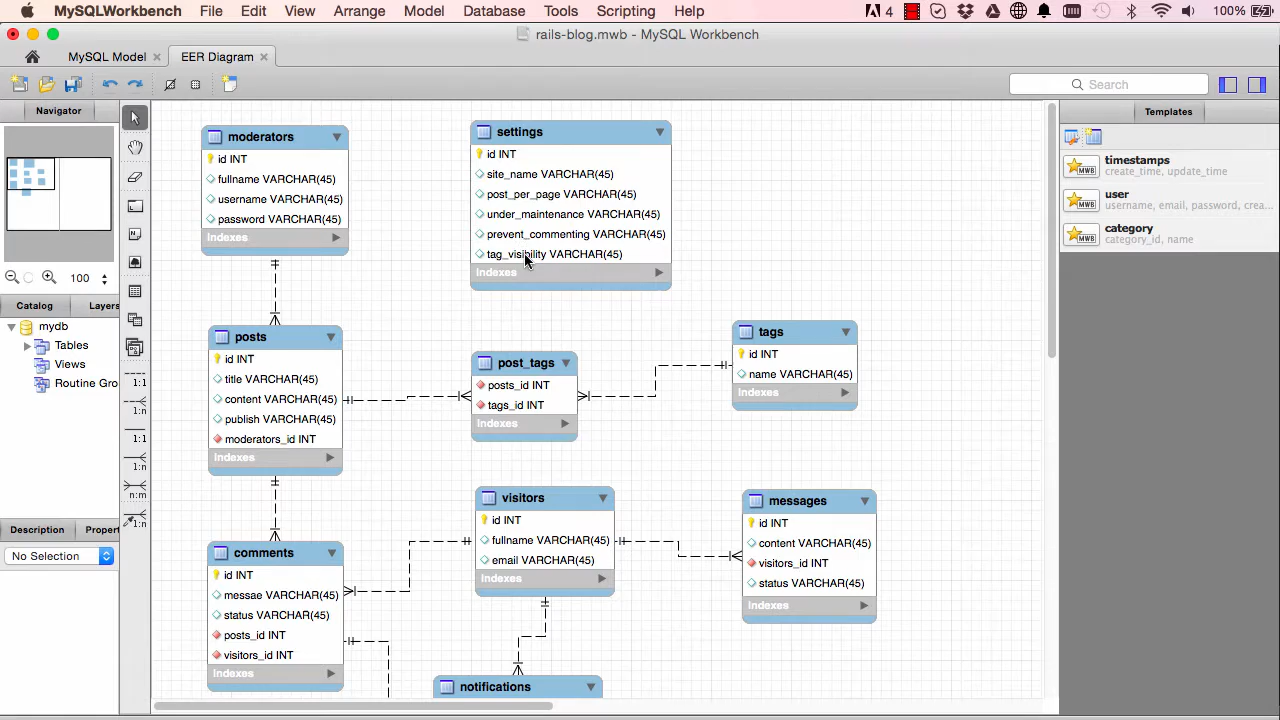 MySQLWorkbench File Edit View Arrange Model Database Tools Scripting Help 4 100%
rails-blog.mwb - MySQL Workbench
MySQL Model EER Diagram
Search
Navigator
100
Catalog Layers
mydb
Tables
Views
Routine Gro
Description Propert
No Selection
1:1
1:n
1:1
1:n
n:m
1:n
moderators
id INT
fullname VARCHAR(45)
username VARCHAR(45)
password VARCHAR(45)
Indexes
settings
id INT
site_name VARCHAR(45)
post_per_page VARCHAR(45)
under_maintenance VARCHAR(45)
prevent_commenting VARCHAR(45)
tag_visibility VARCHAR(45)
Indexes
posts
id INT
title VARCHAR(45)
content VARCHAR(45)
publish VARCHAR(45)
moderators_id INT
Indexes
post_tags
posts_id INT
tags_id INT
Indexes
tags
id INT
name VARCHAR(45)
Indexes
comments
id INT
messae VARCHAR(45)
status VARCHAR(45)
posts_id INT
visitors_id INT
Indexes
visitors
id INT
fullname VARCHAR(45)
email VARCHAR(45)
Indexes
messages
id INT
content VARCHAR(45)
visitors_id INT
status VARCHAR(45)
Indexes
notifications
Templates
timestamps
create_time, update_time
MWB
user
username, email, password, crea...
MWB
category
category_id, name
MWB